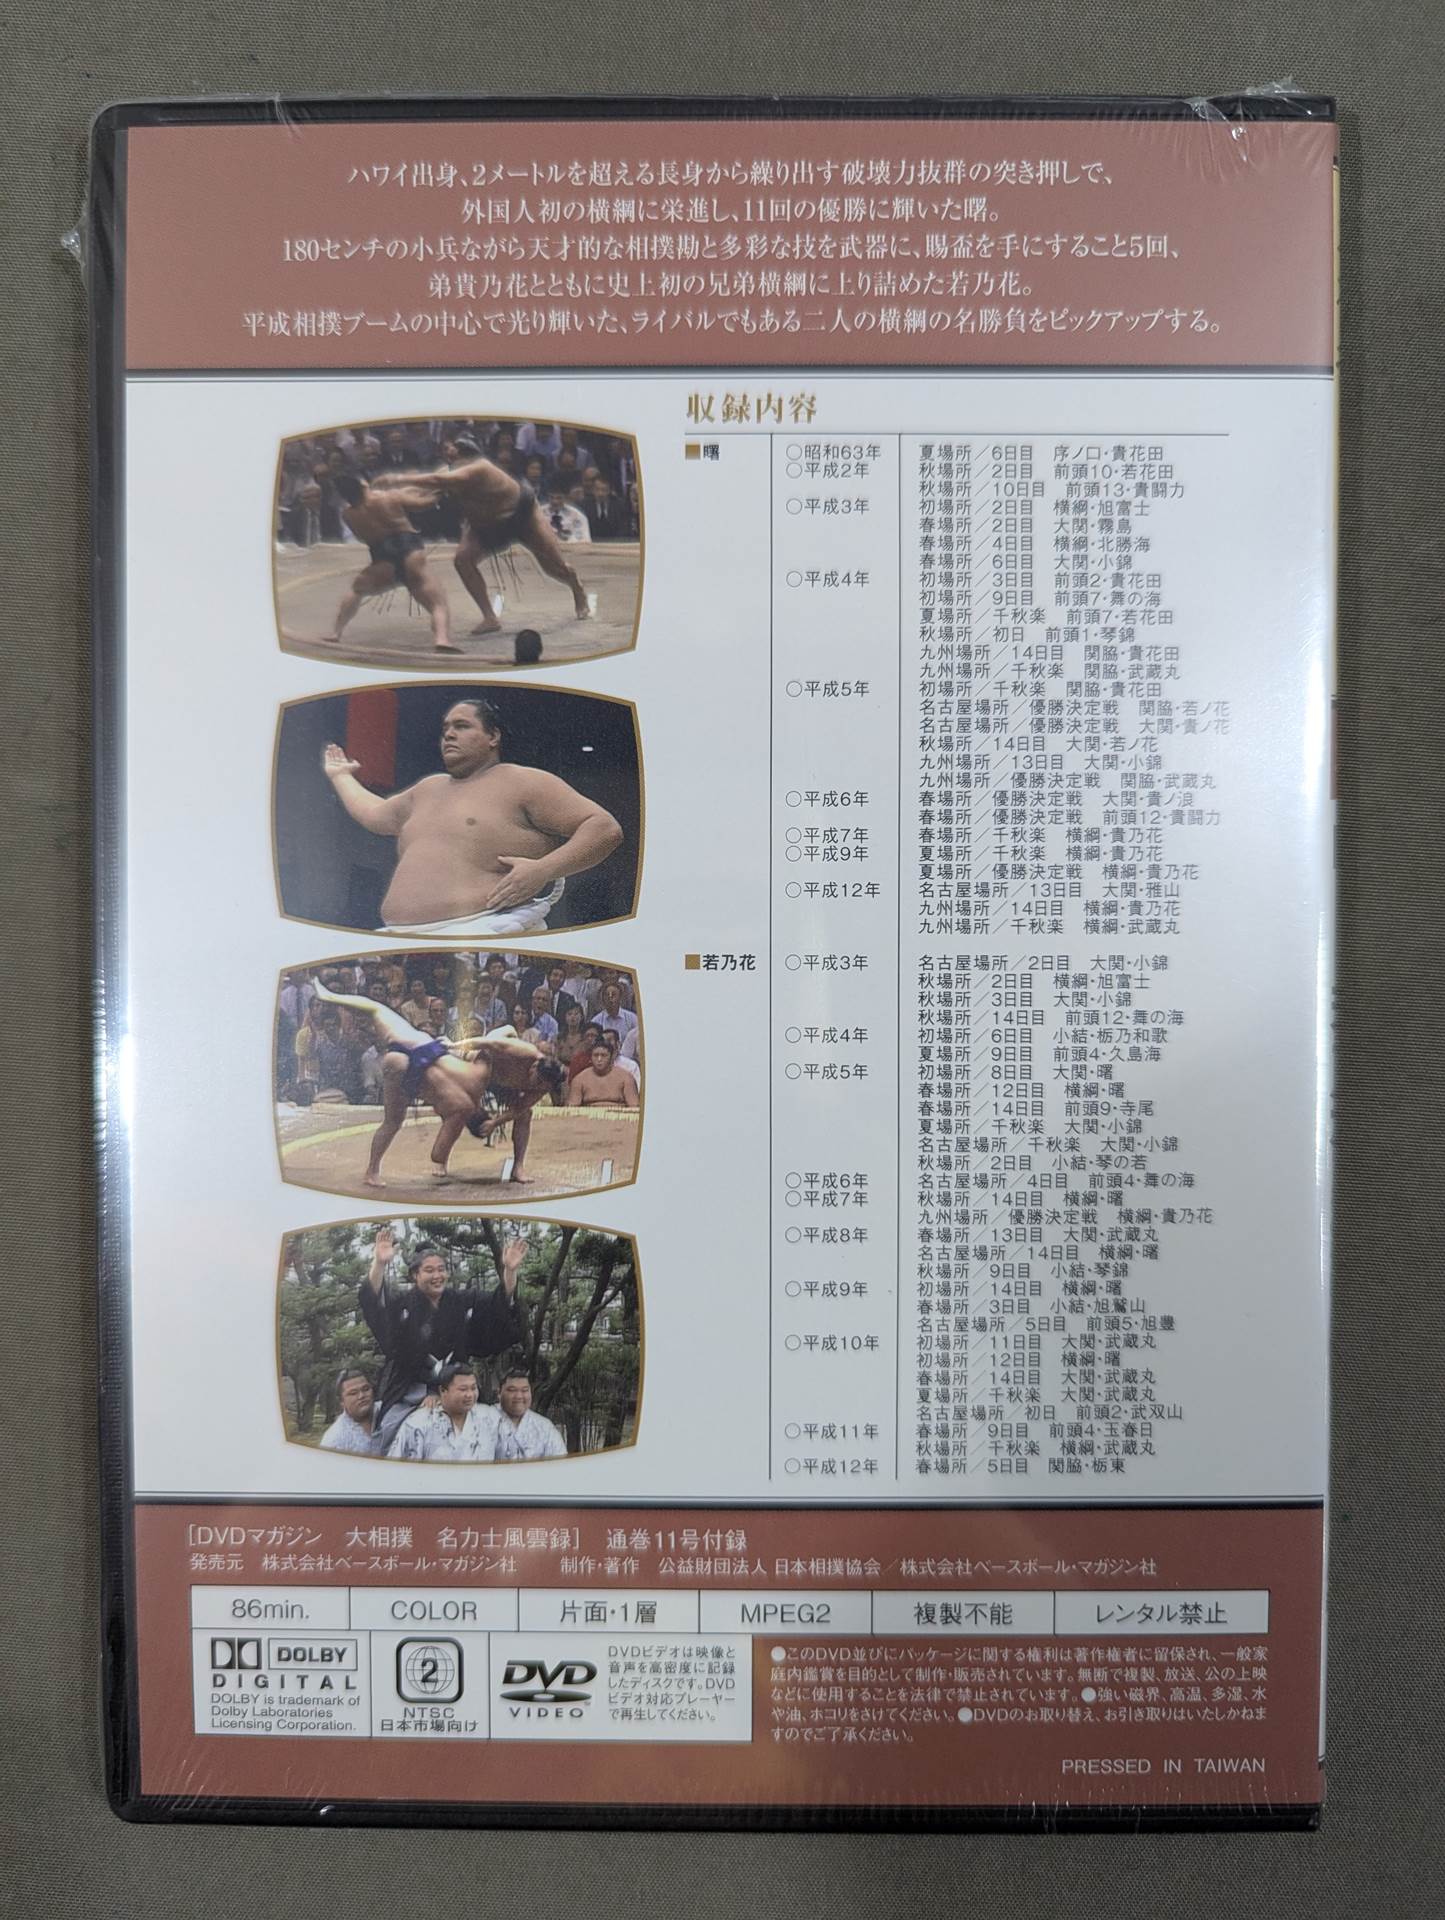 ハワイ出身、2メートルを超える長身から繰り出す破壊力抜群の突き押しで、
外国人初の横綱に栄進し、11回の優勝に輝いた曙。
180センチの小兵ながら天才的な相撲勘と多彩な技を武器に、賜盃を手にすること5回、
弟貴乃花とともに史上初の兄弟横綱に上り詰めた若乃花。
平成相撲ブームの中心で光り輝いた、ライバルでもある二人の横綱の名勝負をピックアップする。
収録内容
■曙 ○昭和63年 夏場所／6日目 序ノ口・貴花田
○平成2年 秋場所／2日目 前頭10・若花田
秋場所／10日目 前頭13・貴闘力
○平成3年 初場所／2日目 横綱・旭富士
春場所／2日目 大関・霧島
春場所／4日目 横綱・北勝海
春場所／6日目 大関・小錦
○平成4年 初場所／3日目 前頭2・貴花田
初場所／9日目 前頭7・舞の海
夏場所／千秋楽 前頭7・若花田
秋場所／初日 前頭1・琴錦
九州場所／14日目 関脇・貴花田
九州場所／千秋楽 関脇・武蔵丸
○平成5年 初場所／千秋楽 関脇・貴花田
名古屋場所／優勝決定戦 関脇・若ノ花
名古屋場所／優勝決定戦 大関・貴ノ花
秋場所／14日目 大関・若ノ花
九州場所／13日目 大関・小錦
九州場所／優勝決定戦 関脇・武蔵丸
○平成6年 春場所／優勝決定戦 大関・貴ノ浪
春場所／優勝決定戦 前頭12・貴闘力
○平成7年 春場所／千秋楽 横綱・貴乃花
○平成9年 夏場所／千秋楽 横綱・貴乃花
夏場所／優勝決定戦 横綱・貴乃花
○平成12年 名古屋場所／13日目 大関・雅山
九州場所／14日目 横綱・貴乃花
九州場所／千秋楽 横綱・武蔵丸
■若乃花 ○平成3年 名古屋場所／2日目 大関・小錦
秋場所／2日目 横綱・旭富士
秋場所／3日目 大関・小錦
秋場所／14日目 前頭12・舞の海
○平成4年 初場所／6日目 小結・栃乃和歌
夏場所／9日目 前頭4・久島海
○平成5年 初場所／8日目 大関・曙
春場所／12日目 横綱・曙
春場所／14日目 前頭9・寺尾
夏場所／千秋楽 大関・小錦
名古屋場所／千秋楽 大関・小錦
秋場所／2日目 小結・琴の若
○平成6年 名古屋場所／4日目 前頭4・舞の海
○平成7年 秋場所／14日目 横綱・曙
九州場所／優勝決定戦 横綱・貴乃花
○平成8年 春場所／13日目 大関・武蔵丸
名古屋場所／14日目 横綱・曙
秋場所／9日目 小結・琴錦
○平成9年 初場所／14日目 横綱・曙
春場所／3日目 小結・旭鷲山
名古屋場所／5日目 前頭5・旭豊
○平成10年 初場所／11日目 大関・武蔵丸
初場所／12日目 横綱・曙
春場所／14日目 大関・武蔵丸
夏場所／千秋楽 大関・武蔵丸
名古屋場所／初日 前頭2・武双山
○平成11年 春場所／9日目 前頭4・玉春日
秋場所／千秋楽 横綱・武蔵丸
○平成12年 春場所／5日目 関脇・栃東
［DVDマガジン 大相撲 名力士風雲録］ 通巻11号付録
発売元 株式会社ベースボール・マガジン社 制作・著作 公益財団法人 日本相撲協会／株式会社ベースボール・マガジン社
86min. COLOR 片面・1層 MPEG2 複製不能 レンタル禁止
DOLBY
DIGITAL
DOLBY is trademark of
Dolby Laboratories
Licensing Corporation.
2
NTSC
日本市場向け
DVD
VIDEO
DVDビデオは映像と
音声を高密度に記録
したディスクです。DVD
ビデオ対応プレーヤー
で再生してください。
●このDVD並びにパッケージに関する権利は著作権者に留保され、一般家
庭内鑑賞を目的として制作・販売されています。無断で複製、放送、公の上映
などに使用することを法律で禁止されています。●強い磁界、高温、多湿、水
や油、ホコリをさけてください。●DVDのお取り替え、お引き取りはいたしかねま
すのでご了承ください。
PRESSED IN TAIWAN